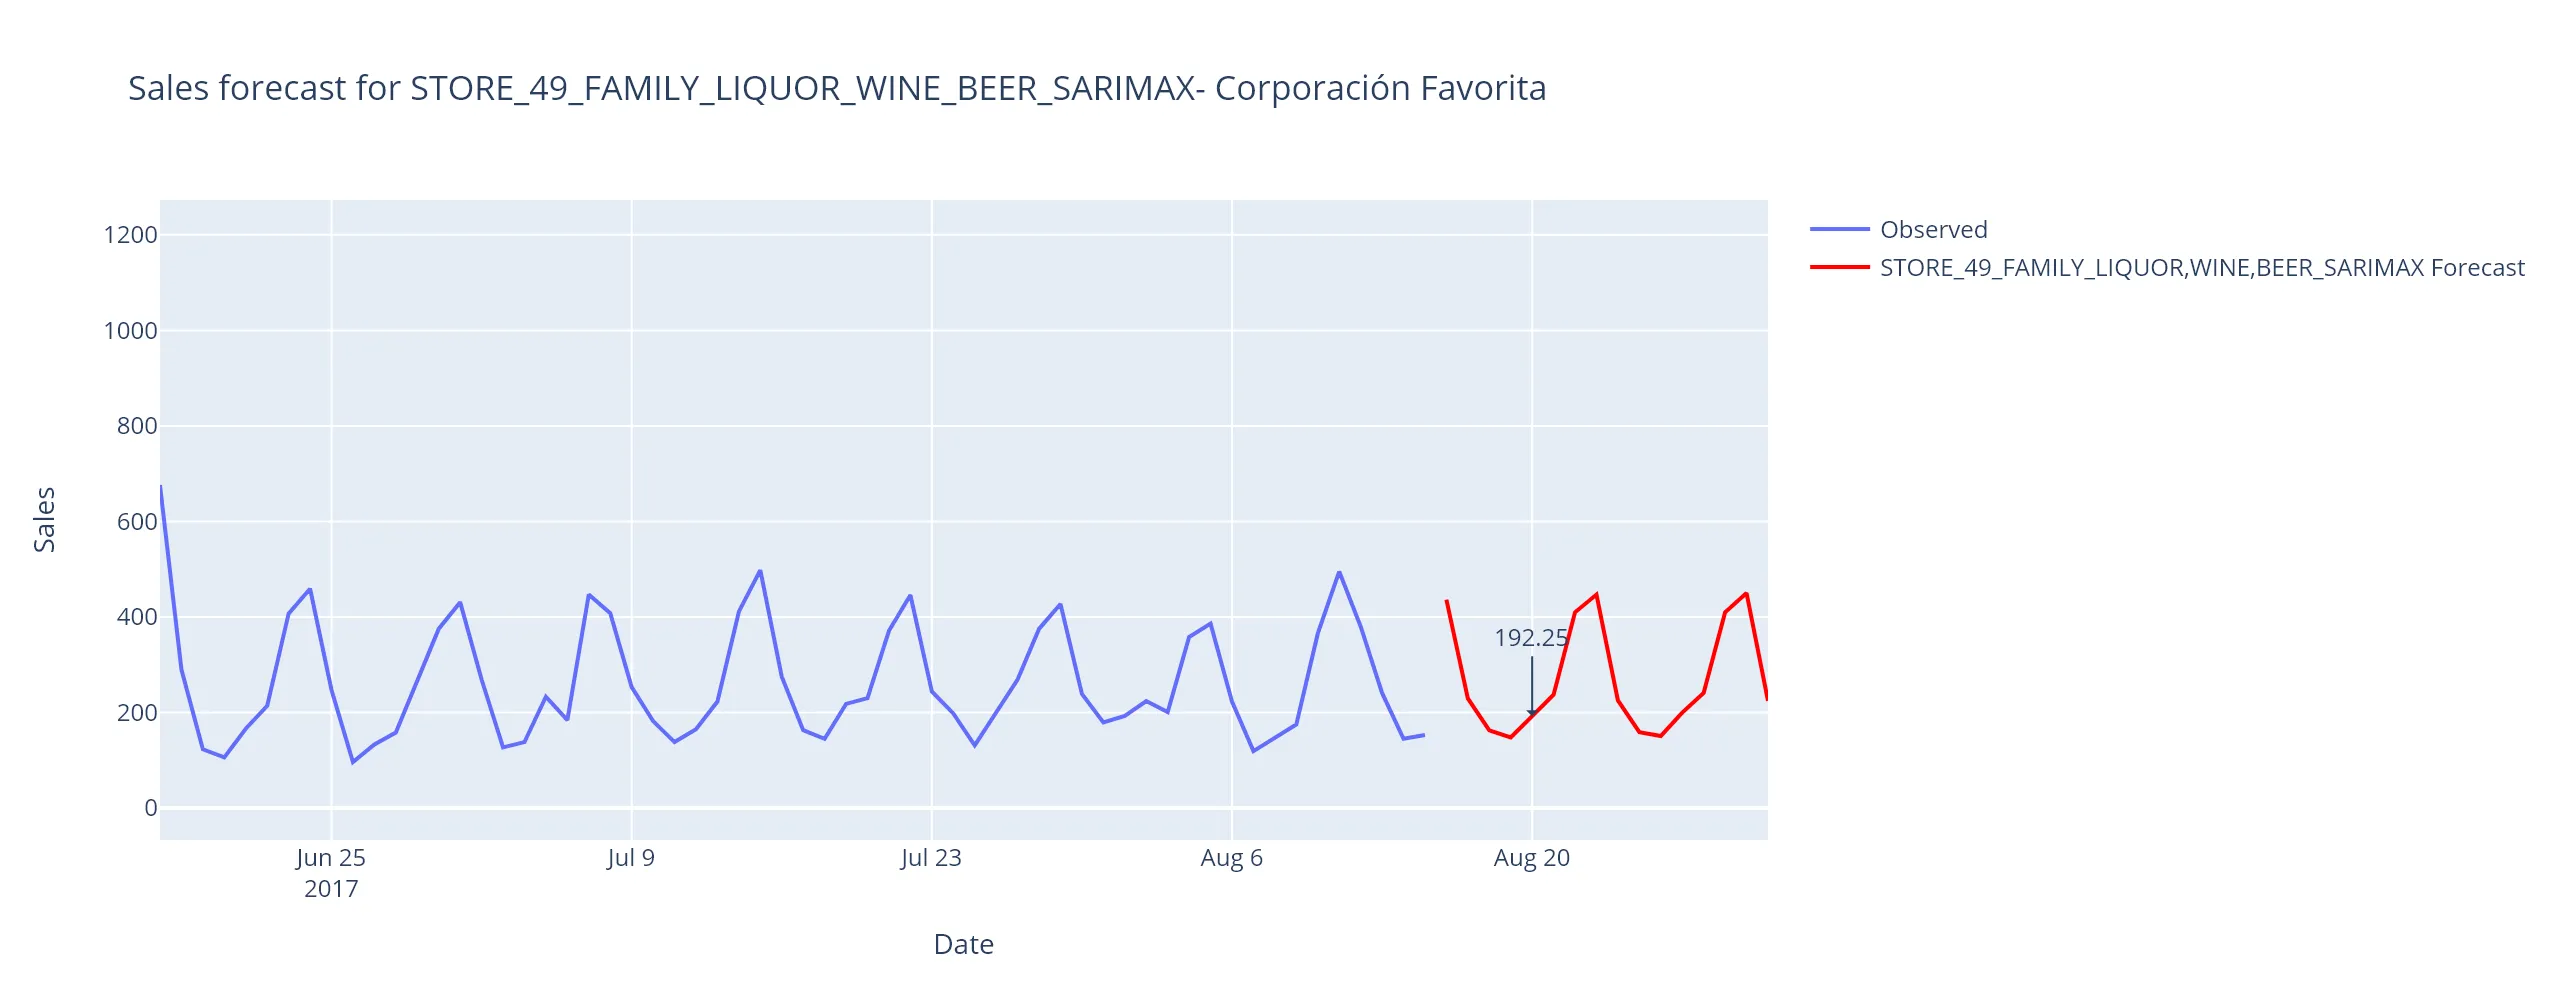 Sales forecast for STORE_49_FAMILY_LIQUOR_WINE_BEER_SARIMAX- Corporación Favorita
Observed
STORE_49_FAMILY_LIQUOR,WINE,BEER_SARIMAX Forecast
1200
1000
800
600
400
200
0
Sales
192.25
Jun 25
2017
Jul 9
Jul 23
Aug 6
Aug 20
Date